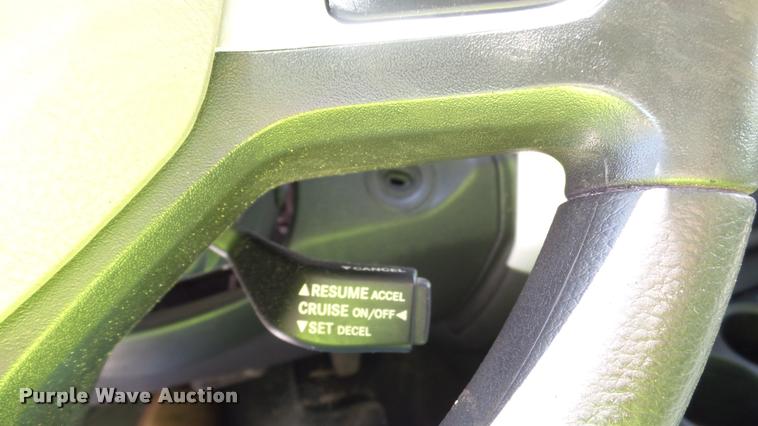 ▼CANCEL
▲RESUME ACCEL
CRUISE ON/OFF◀
▼SET DECEL
Purple Wave Auction